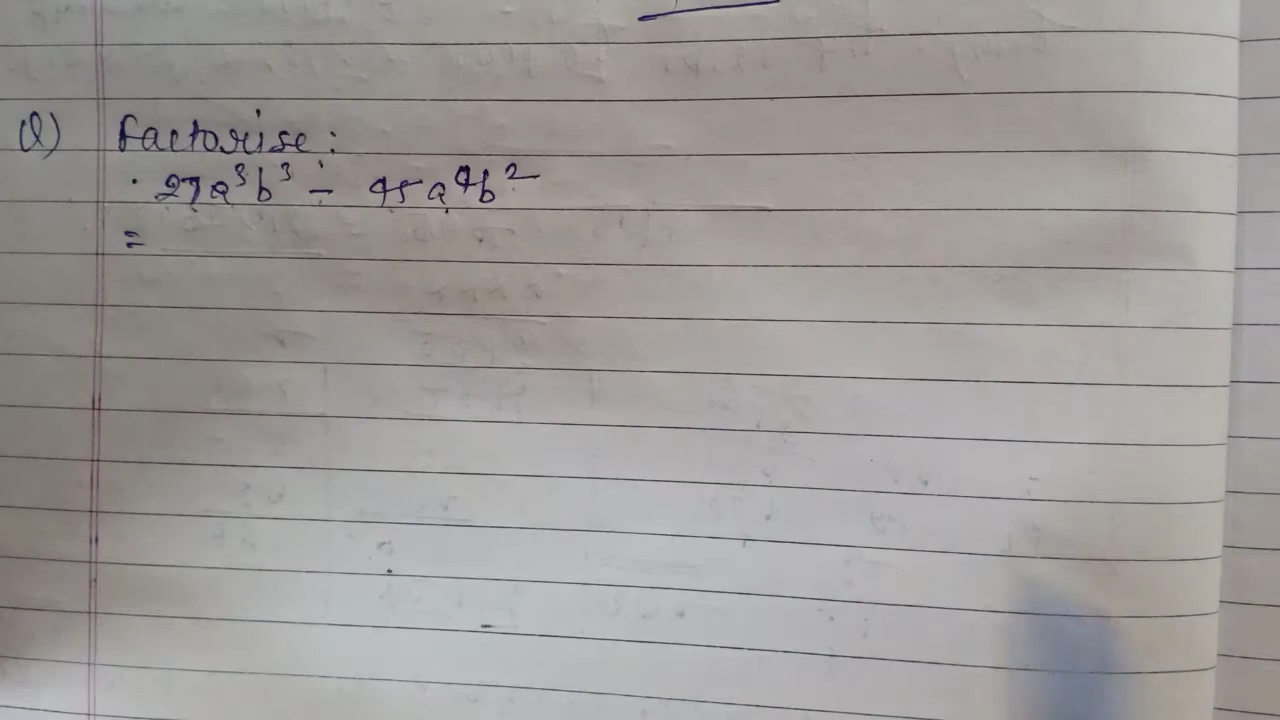 Q) Factorise:
27a³b³ - 45a⁴b²
=